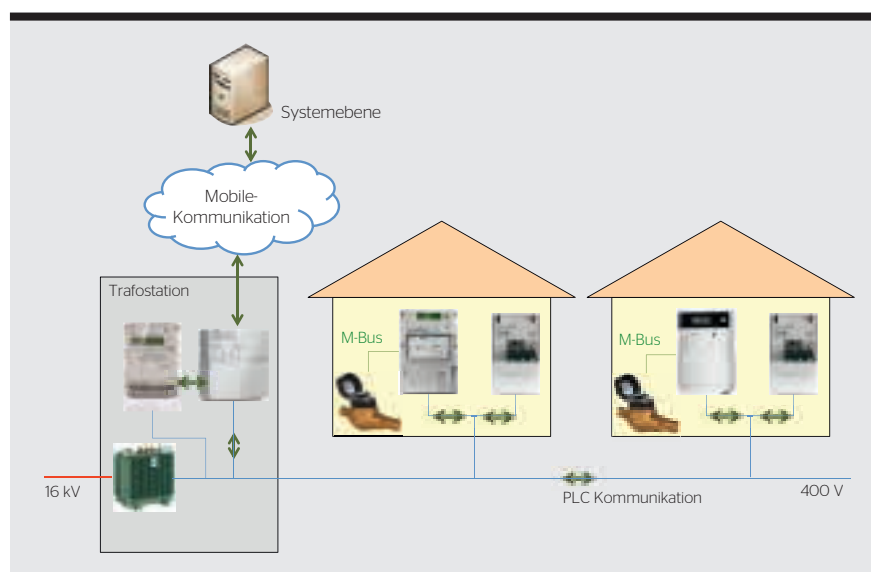 Systemebene
Mobile-
Kommunikation
Trafostation
M-Bus
M-Bus
16 kV
PLC Kommunikation
400 V